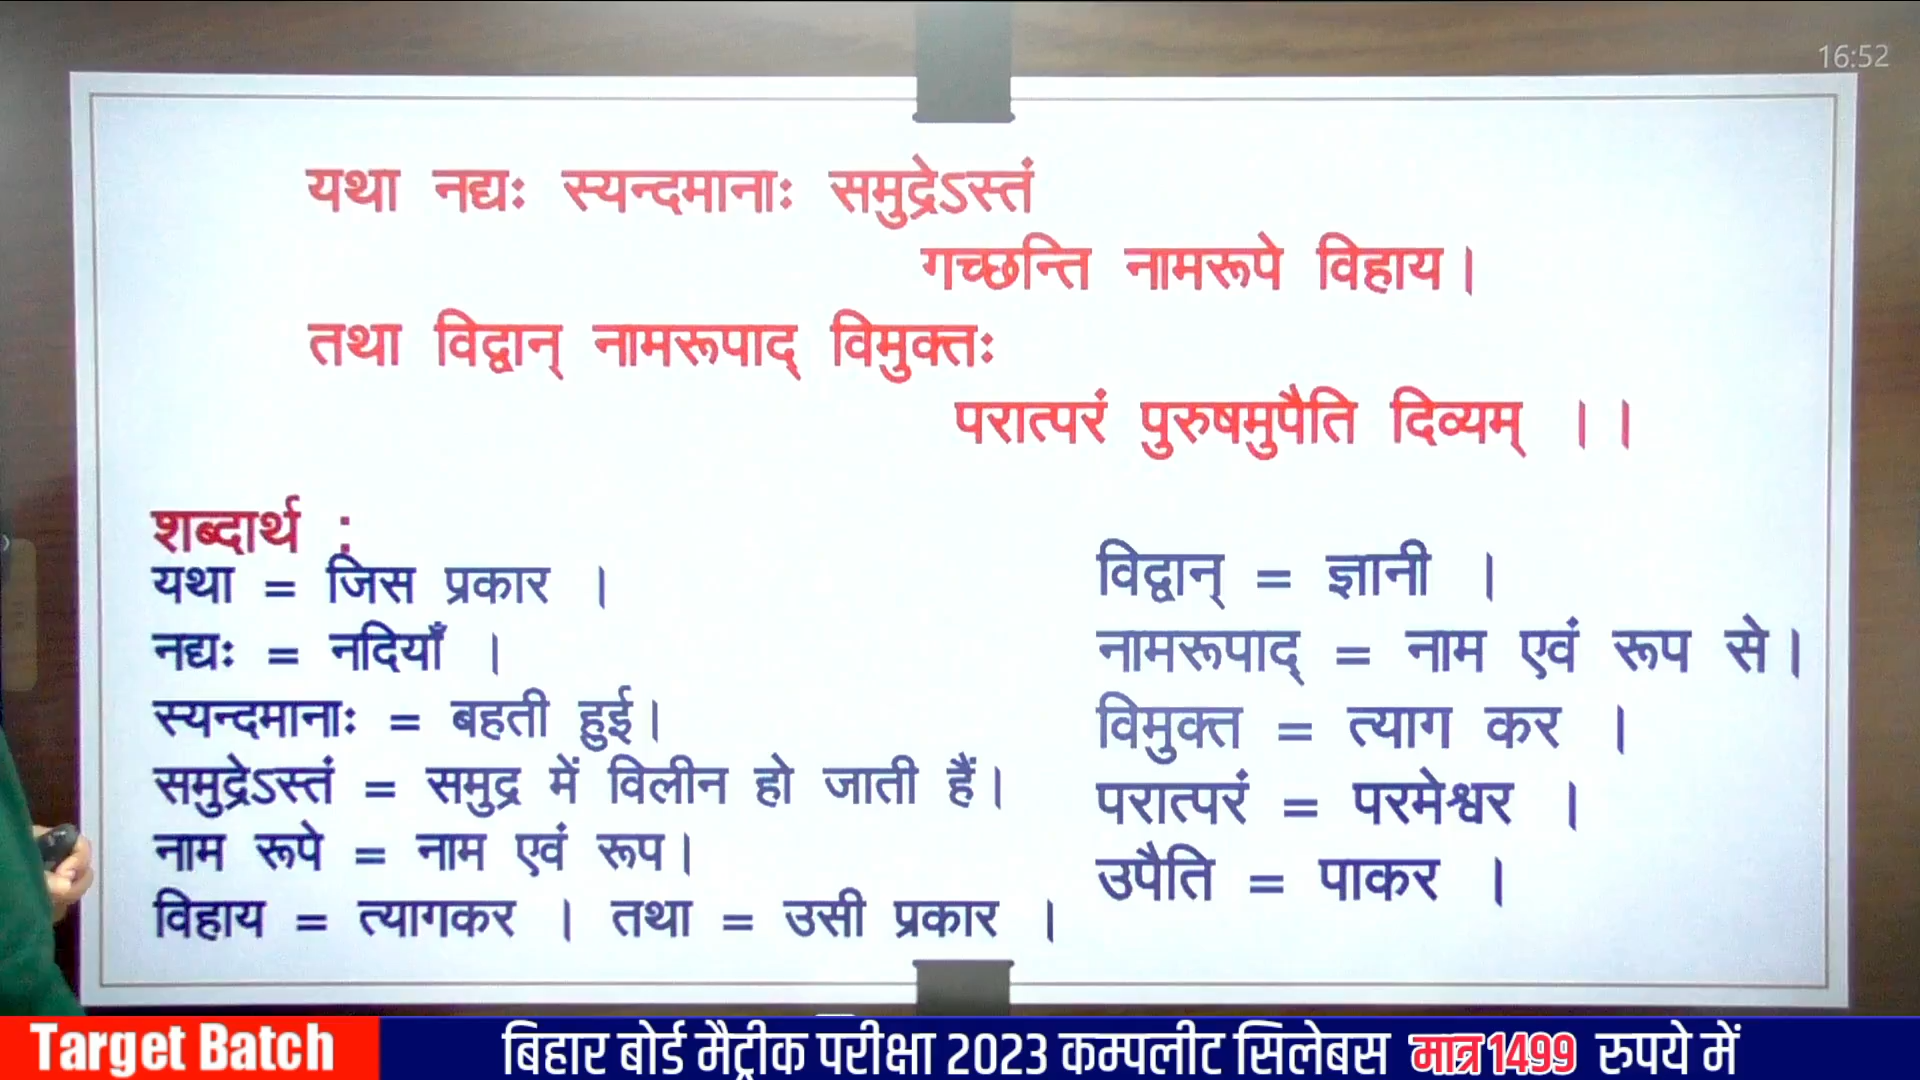 16:52
यथा नद्यः स्यन्दमानाः समुद्रेऽस्तं
गच्छन्ति नामरूपे विहाय।
तथा विद्वान् नामरूपाद् विमुक्तः
परात्परं पुरुषमुपैति दिव्यम् ।।
शब्दार्थ :
यथा = जिस प्रकार ।
नद्यः = नदियाँ ।
स्यन्दमानाः = बहती हुई।
समुद्रेऽस्तं = समुद्र में विलीन हो जाती हैं।
नाम रूपे = नाम एवं रूप।
विहाय = त्यागकर । तथा = उसी प्रकार ।
विद्वान् = ज्ञानी ।
नामरूपाद् = नाम एवं रूप से।
विमुक्त = त्याग कर ।
परात्परं = परमेश्वर ।
उपैति = पाकर ।
Target Batch
बिहार बोर्ड मैट्रीक परीक्षा 2023 कम्पलीट सिलेबस मात्र 1499 रुपये में